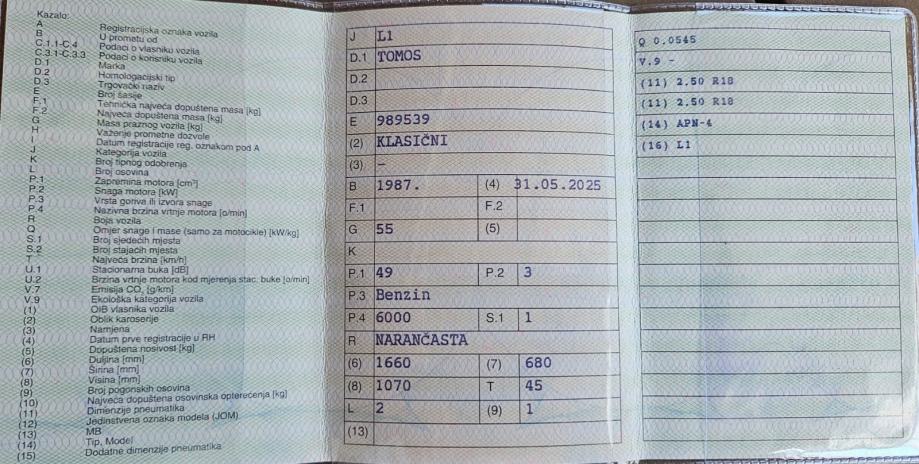 Kazalo:
A Registracijska oznaka vozila
B U prometu od
C.1.1-C.4 Podaci o vlasniku vozila
C.3.1-C.3.3 Podaci o korisniku vozila
D.1 Marka
D.2 Homologacijski tip
D.3 Trgovački naziv
E Broj šasije
F.1 Tehnička najveća dopuštena masa [kg]
F.2 Najveća dopuštena masa [kg]
G Masa praznog vozila [kg]
H Važenje prometne dozvole
I Datum registracije reg. oznakom pod A
J Kategorija vozila
K Broj tipnog odobrenja
L Broj osovina
P.1 Zapremina motora [cm³]
P.2 Snaga motora [kW]
P.3 Vrsta goriva ili izvora snage
P.4 Nazivna brzina vrtnje motora [o/min]
R Boja vozila
Q Omjer snage i mase (samo za motocikle) [kW/kg]
S.1 Broj sjedećih mjesta
S.2 Broj stajaćih mjesta
T Najveća brzina [km/h]
U.1 Stacionarna buka [dB]
U.2 Brzina vrtnje motora kod mjerenja stac. buke [o/min]
V.7 Emisija CO₂ [g/km]
V.9 Ekološka kategorija vozila
(1) OIB vlasnika vozila
(2) Oblik karoserije
(3) Namjena
(4) Datum prve registracije u RH
(5) Dopuštena nosivost [kg]
(6) Duljina [mm]
(7) Širina [mm]
(8) Visina [mm]
(9) Broj pogonskih osovina
(10) Najveća dopuštena osovinska opterećenja [kg]
(11) Dimenzije pneumatika
(12) Jedinstvena oznaka modela (JOM)
(13) MB
(14) Tip, Model
(15) Dodatne dimenzije pneumatika
J L1
D.1 TOMOS
D.2
D.3
E 989539
(2) KLASIČNI
(3) –
B 1987. (4) 31.05.2025
F.1 F.2
G 55 (5)
K
P.1 49 P.2 3
P.3 Benzin
P.4 6000 S.1 1
R NARANČASTA
(6) 1660 (7) 680
(8) 1070 T 45
L 2 (9) 1
(13)
Q 0.0545
V.9 -
(11) 2.50 R18
(11) 2.50 R18
(14) APN-4
(16) L1